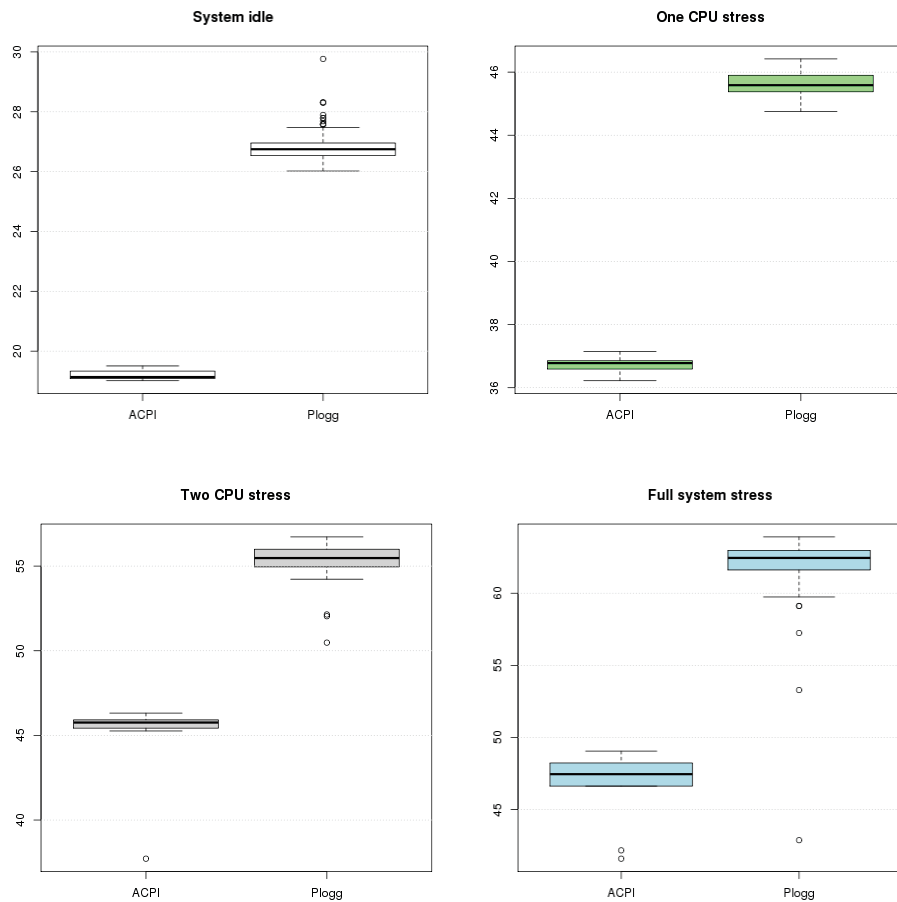 System idle
30
28
26
24
22
20
ACPI Plogg
One CPU stress
46
44
42
40
38
36
ACPI Plogg
Two CPU stress
55
50
45
40
ACPI Plogg
Full system stress
60
55
50
45
ACPI Plogg